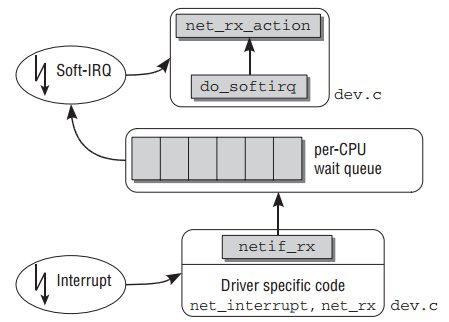 net_rx_action
Soft-IRQ
do_softirq
dev.c
per-CPU
wait queue
netif_rx
Interrupt
Driver specific code
net_interrupt, net_rx
dev.c